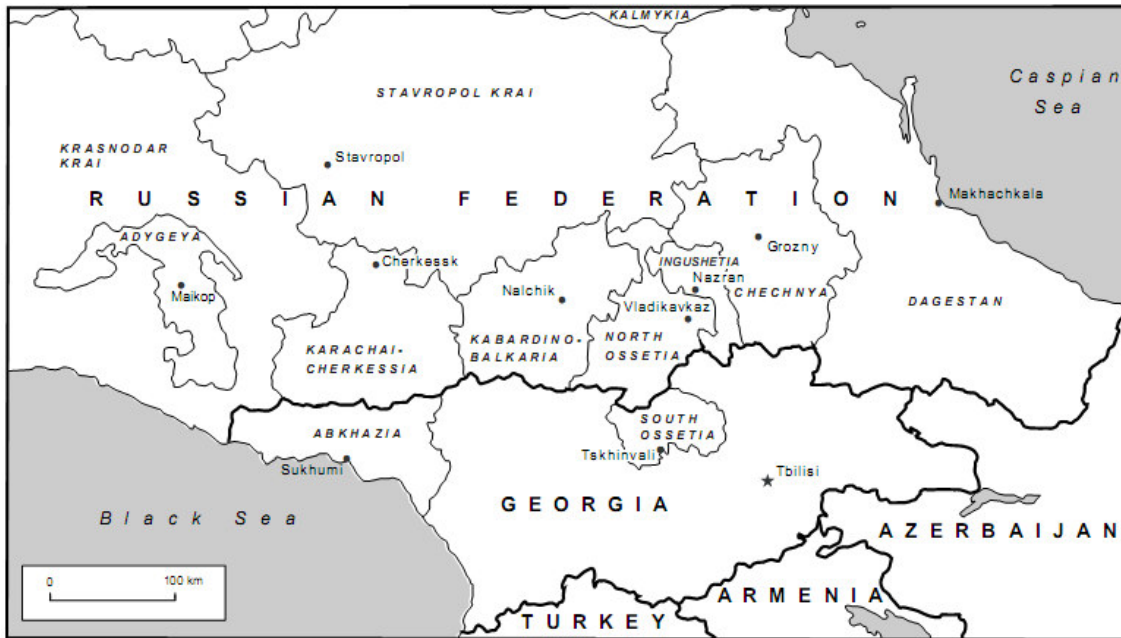 KALMYKIA
Caspian
Sea
STAVROPOL KRAI
KRASNODAR
KRAI
Stavropol
RUSSIAN FEDERATION
Makhachkala
ADYGEYA
Grozny
Cherkessk
INGUSHETIA
Nazran
Maikop
Nalchik
CHECHNYA
DAGESTAN
Vladikavkaz
KARACHAI-
CHERKESSIA
KABARDINO-
BALKARIA
NORTH
OSSETIA
ABKHAZIA
SOUTH
OSSETIA
Sukhumi
Tskhinvali
Tbilisi
GEORGIA
Black Sea
AZERBAIJAN
0 100 km
ARMENIA
TURKEY